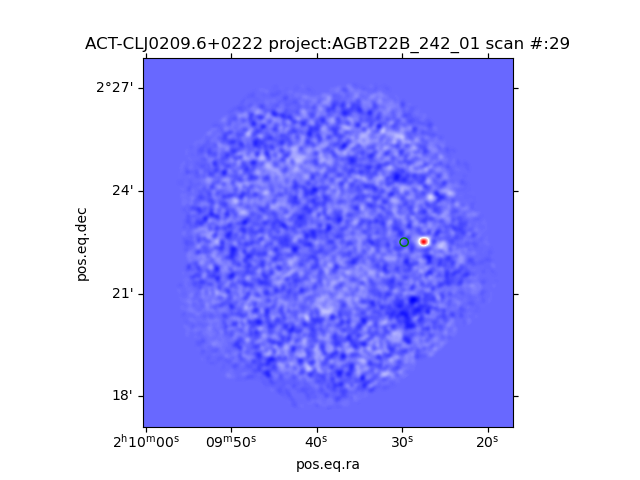 ACT-CLJ0209.6+0222 project:AGBT22B_242_01 scan #:29
2°27'
24'
21'
18'
pos.eq.dec
2ʰ10ᵐ00ˢ 09ᵐ50ˢ 40ˢ 30ˢ 20ˢ
pos.eq.ra